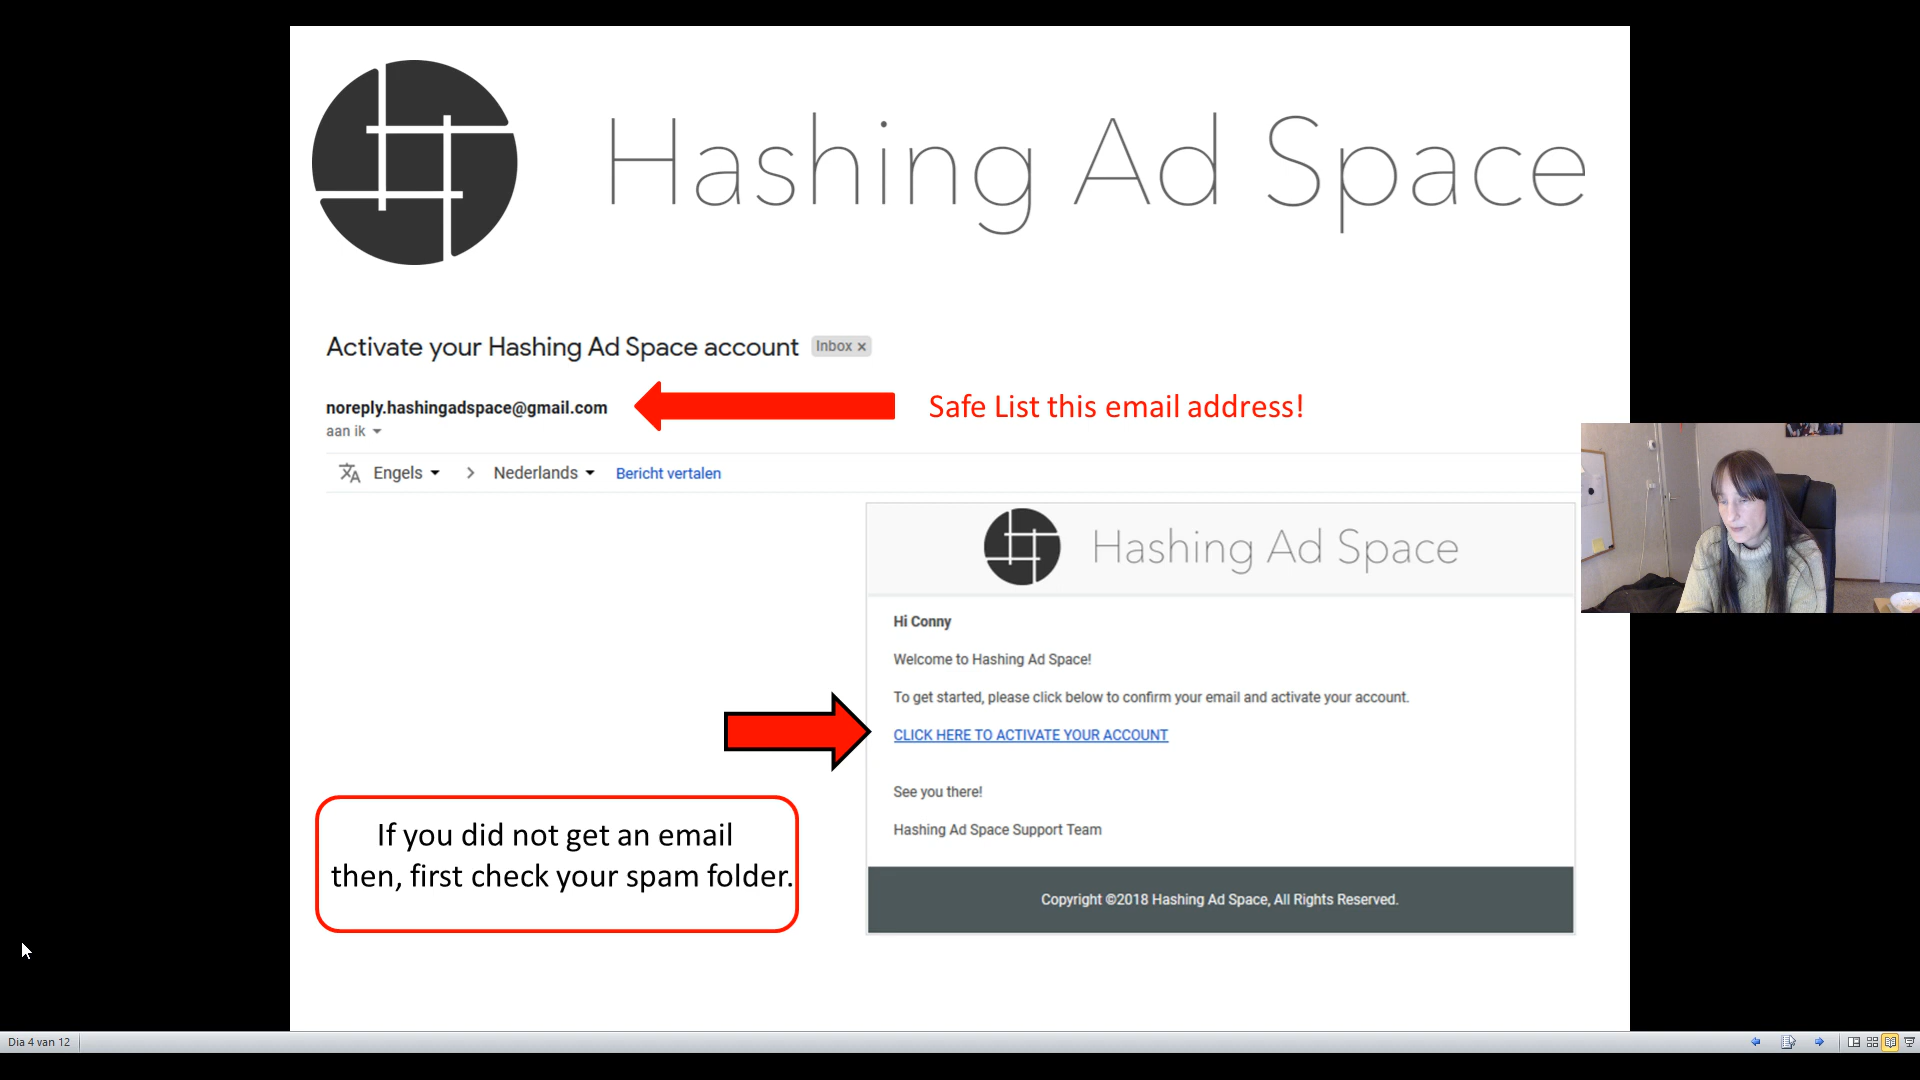 Hashing Ad Space
Activate your Hashing Ad Space account Inbox ×
noreply.hashingadspace@gmail.com
Safe List this email address!
aan ik
Engels > Nederlands Bericht vertalen
Hashing Ad Space
Hi Conny
Welcome to Hashing Ad Space!
To get started, please click below to confirm your email and activate your account.
CLICK HERE TO ACTIVATE YOUR ACCOUNT
See you there!
Hashing Ad Space Support Team
If you did not get an email
then, first check your spam folder.
Copyright ©2018 Hashing Ad Space, All Rights Reserved.
Dia 4 van 12